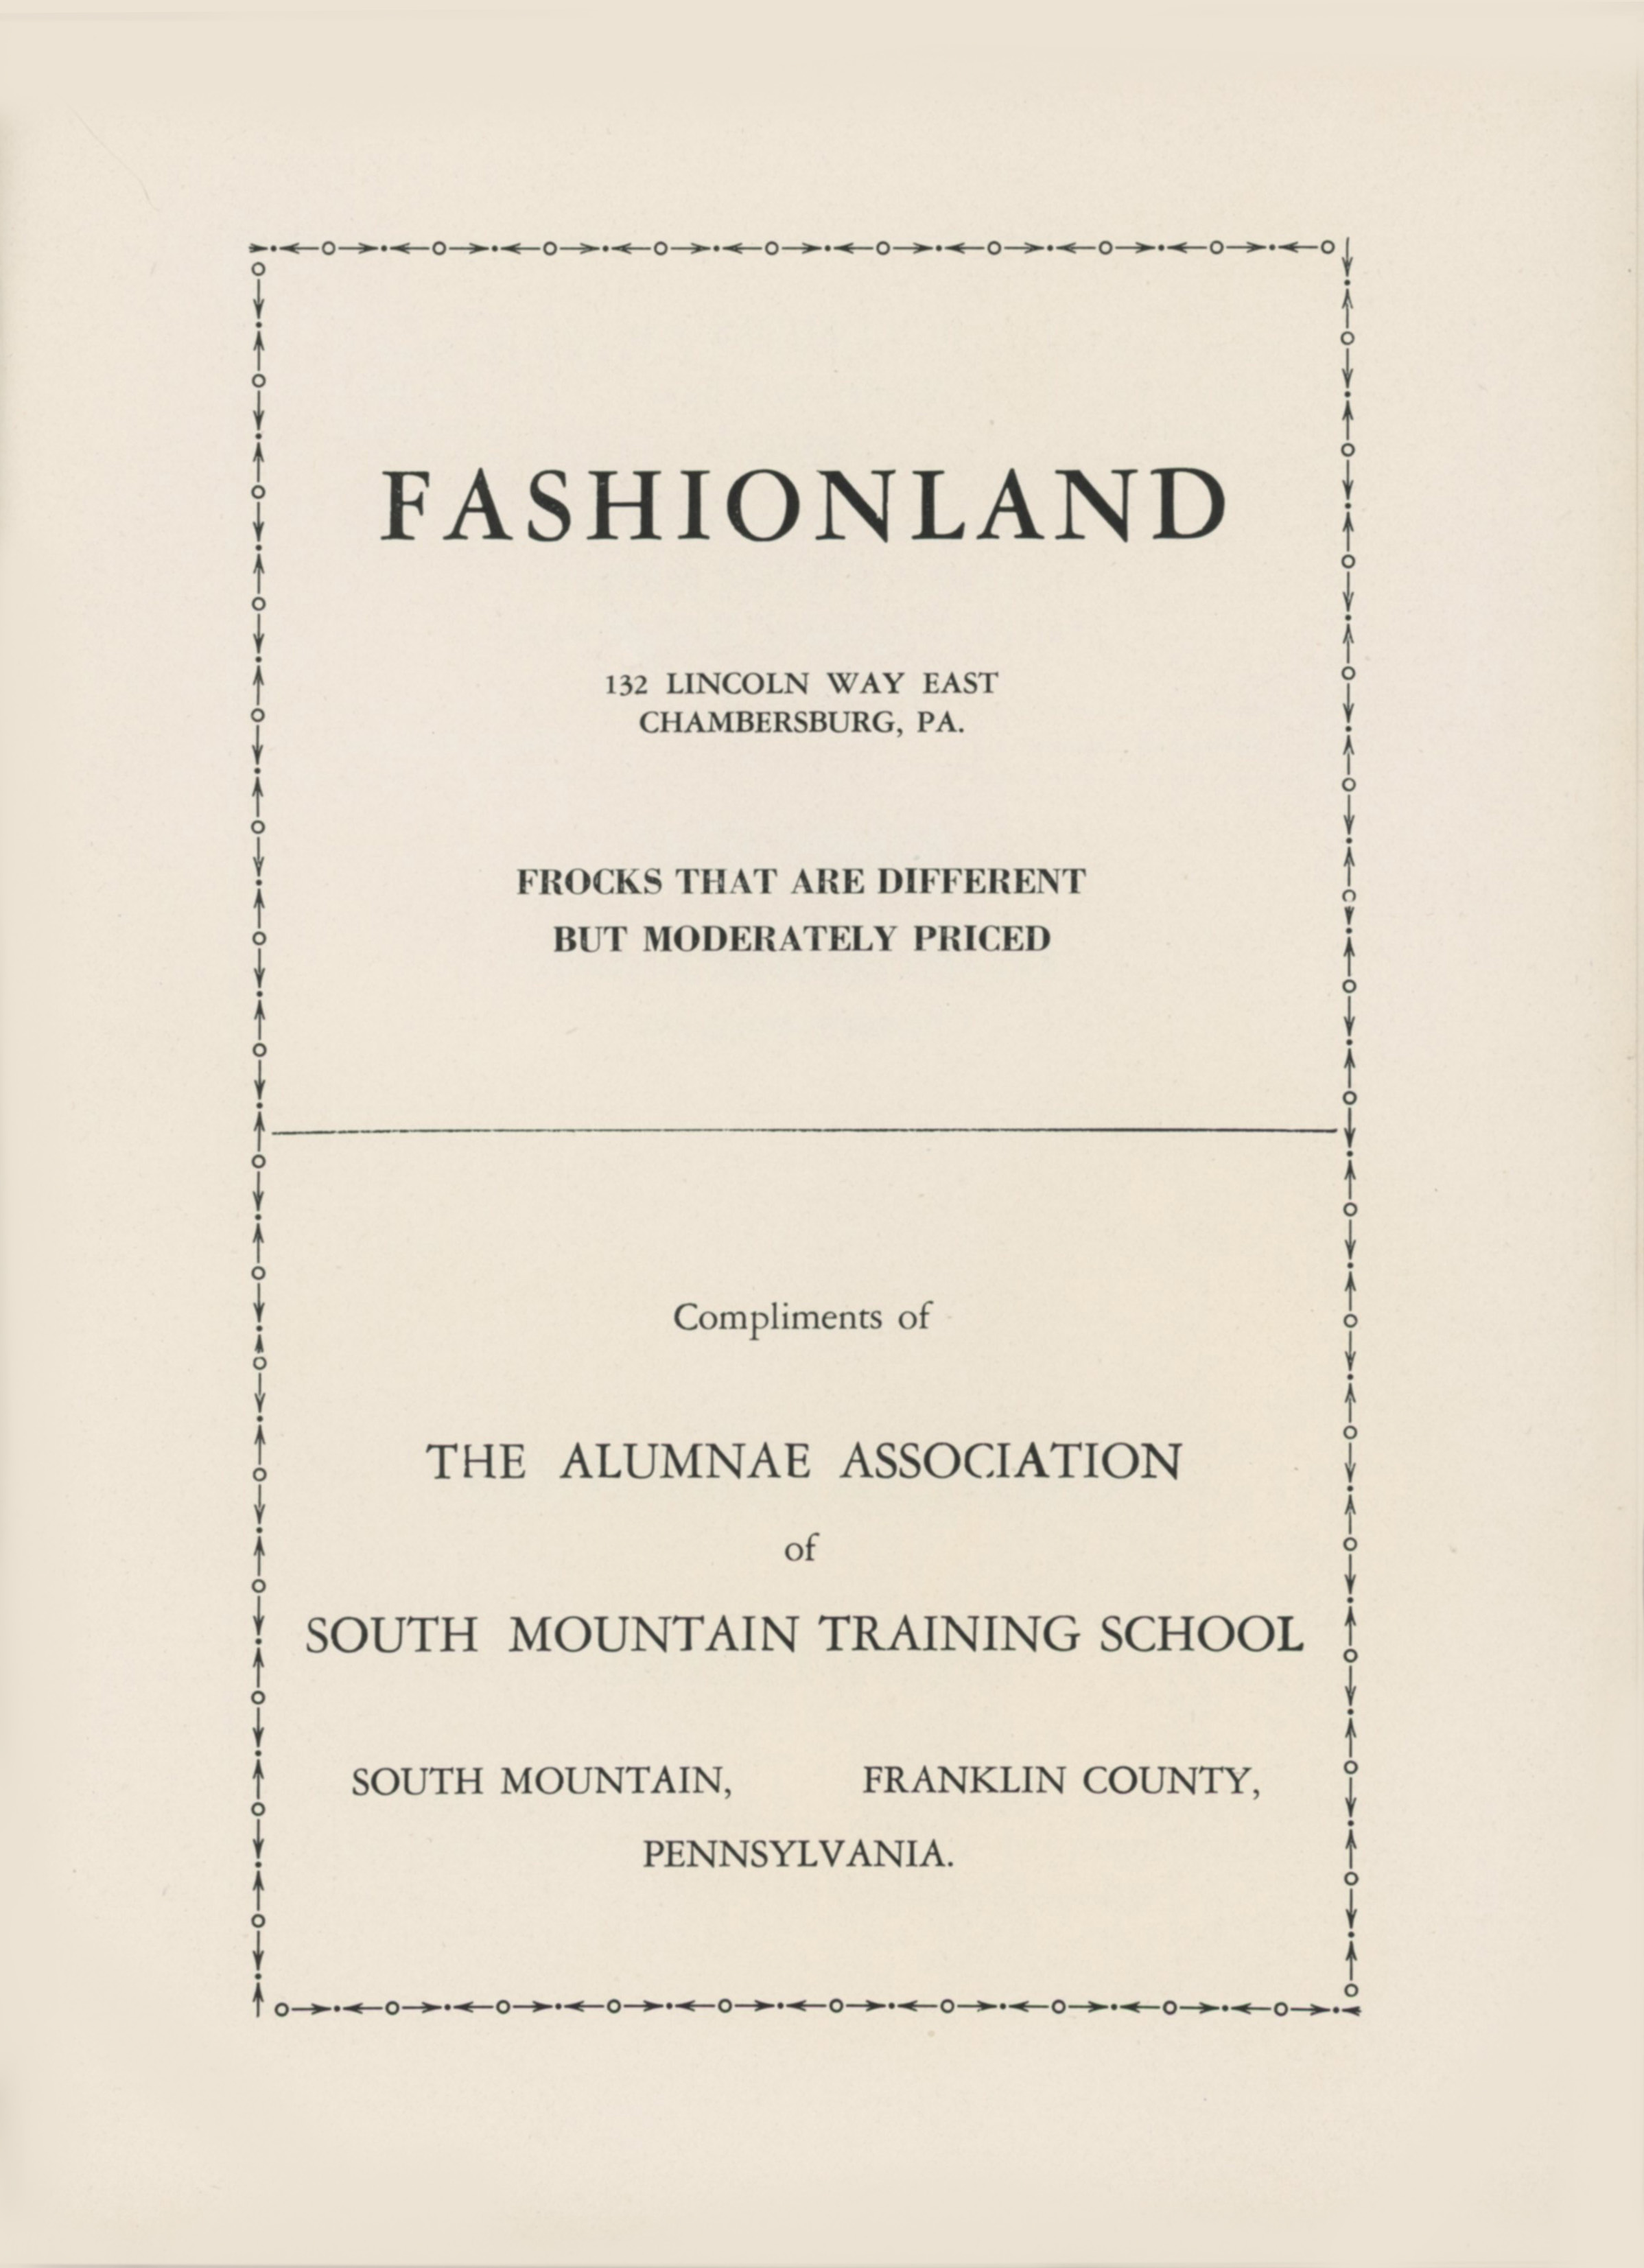 FASHIONLAND
132 LINCOLN WAY EAST
CHAMBERSBURG, PA.
FROCKS THAT ARE DIFFERENT
BUT MODERATELY PRICED
Compliments of
THE ALUMNAE ASSOCIATION
of
SOUTH MOUNTAIN TRAINING SCHOOL
SOUTH MOUNTAIN, FRANKLIN COUNTY,
PENNSYLVANIA.